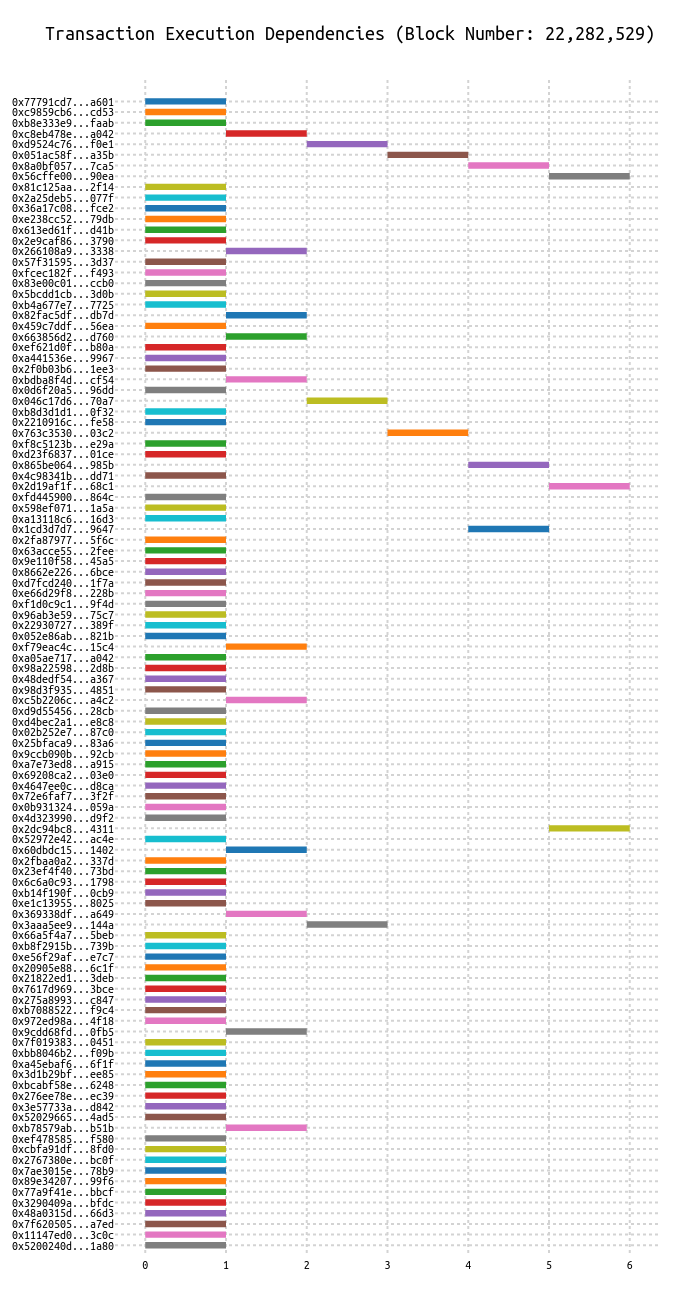 Transaction Execution Dependencies (Block Number: 22,282,529)
0x77791cd7...a601
0xc9859cb6...cd53
0xb8e333e9...faab
0xc8eb478e...a042
0xd9524c76...f0e1
0x051ac58f...a35b
0x8a0bf057...7ca5
0x56cffe00...90ea
0x81c125aa...2f14
0x2a25deb5...077f
0x36a17c08...fce2
0xe238cc52...79db
0x613ed61f...d41b
0x2e9caf86...3790
0x266108a9...3338
0x57f31595...3d37
0xfcec182f...f493
0x83e00c01...ccb0
0x5bcdd1cb...3d0b
0xb4a677e7...7725
0x82fac5df...db7d
0x459c7ddf...56ea
0x663856d2...d760
0xef621d0f...b80a
0xa441536e...9967
0x2f0b03b6...1ee3
0xbdba8f4d...cf54
0x0d6f20a5...96dd
0x046c17d6...70a7
0xb8d3d1d1...0f32
0x2210916c...fe58
0x763c3530...03c2
0xf8c5123b...e29a
0xd23f6837...01ce
0x865be064...985b
0x4c98341b...dd71
0x2d19af1f...68c1
0xfd445900...864c
0x598ef071...1a5a
0xa13118c6...16d3
0x1cd3d7d7...9647
0x2fa87977...5f6c
0x63acce55...2fee
0x9e110f58...45a5
0x8662e226...6bce
0xd7fcd240...1f7a
0xe66d29f8...228b
0xf1d0c9c1...9f4d
0x96ab3e59...75c7
0x22930727...389f
0x052e86ab...821b
0xf79eac4c...15c4
0xa05ae717...a042
0x98a22598...2d8b
0x48dedf54...a367
0x98d3f935...4851
0xc5b2206c...a4c2
0xd9d55456...28cb
0xd4bec2a1...e8c8
0x02b252e7...87c0
0x25bfaca9...83a6
0x9ccb090b...92cb
0xa7e73ed8...a915
0x69208ca2...03e0
0x4647ee0c...d8ca
0x72e6faf7...3f2f
0x0b931324...059a
0x4d323990...d9f2
0x2dc94bc8...4311
0x52972e42...ac4e
0x60dbdc15...1402
0x2fbaa0a2...337d
0x23ef4f40...73bd
0x6c6a0c93...1798
0xb14f190f...0cb9
0xe1c13955...8025
0x369338df...a649
0x3aaa5ee9...144a
0x66a5f4a7...5beb
0xb8f2915b...739b
0xe56f29af...e7c7
0x20905e88...6c1f
0x21822ed1...3deb
0x7617d969...3bce
0x275a8993...c847
0xb7088522...f9c4
0x972ed98a...4f18
0x9cdd68fd...0fb5
0x7f019383...0451
0xbb8046b2...f09b
0xa45ebaf6...6f1f
0x3d1b29bf...ee85
0xbcabf58e...6248
0x276ee78e...ec39
0x3e57733a...d842
0x52029665...4ad5
0xb78579ab...b51b
0xef478585...f580
0xcbfa91df...8fd0
0x2767380e...bc0f
0x7ae3015e...78b9
0x89e34207...99f6
0x77a9f41e...bbcf
0x3290409a...bfdc
0x48a0315d...66d3
0x7f620505...a7ed
0x11147ed0...3c0c
0x5200240d...1a80
0 1 2 3 4 5 6